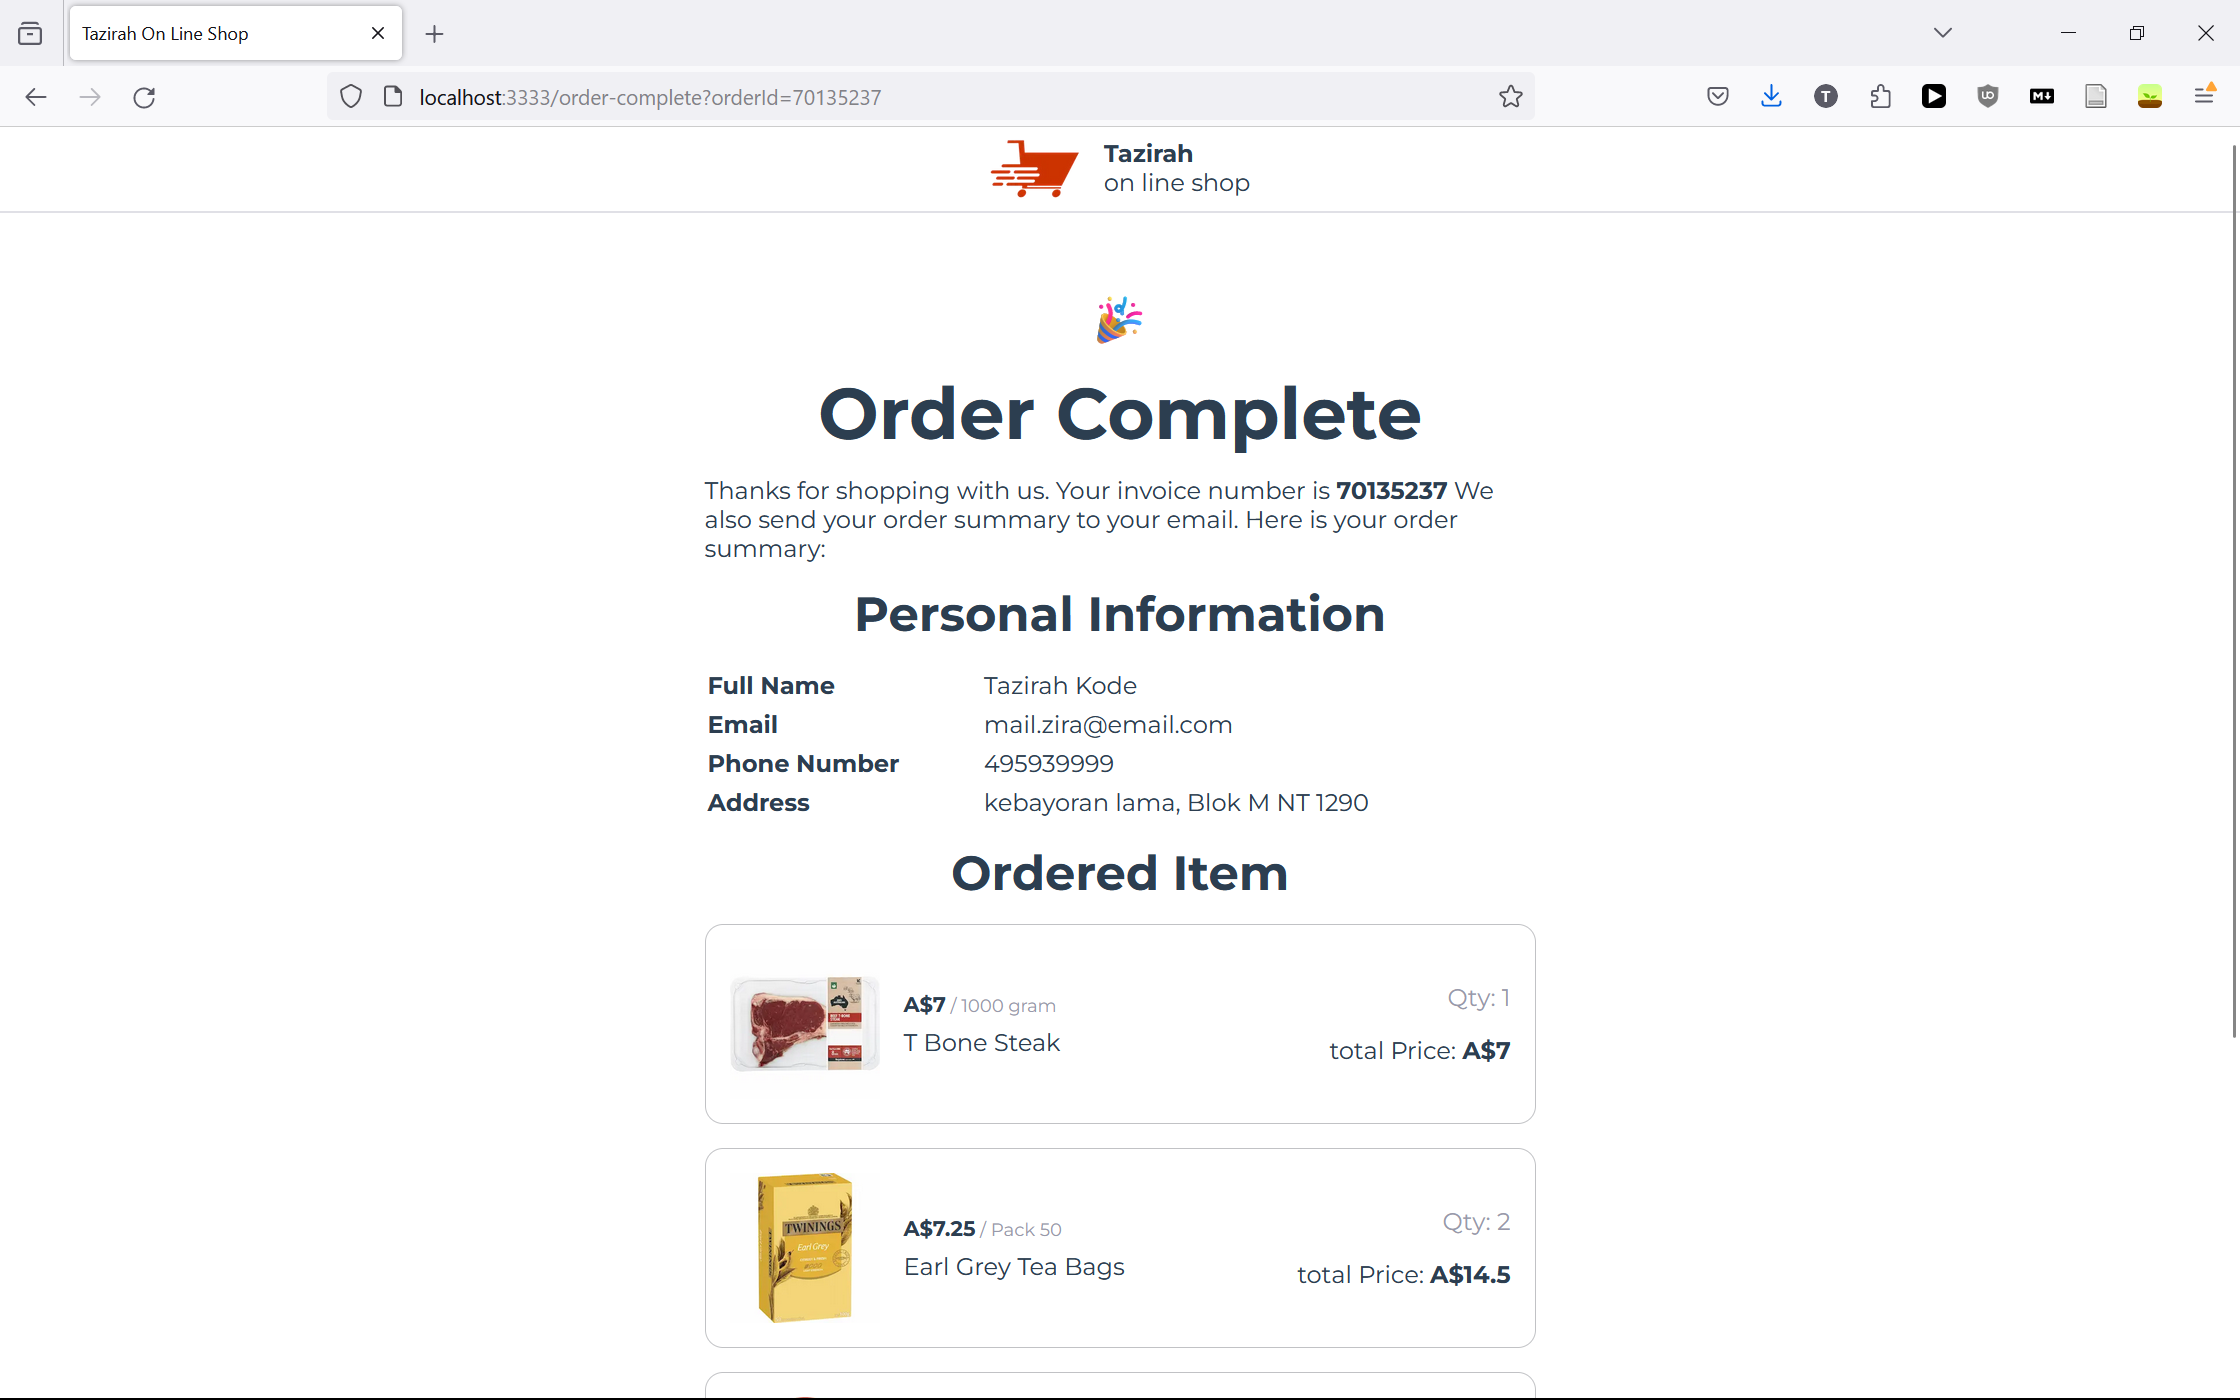 Tazirah On Line Shop
localhost:3333/order-complete?orderId=70135237
Tazirah
on line shop
Order Complete
Thanks for shopping with us. Your invoice number is 70135237 We
also send your order summary to your email. Here is your order
summary:
Personal Information
Full Name Tazirah Kode
Email mail.zira@email.com
Phone Number 495939999
Address kebayoran lama, Blok M NT 1290
Ordered Item
A$7 / 1000 gram
T Bone Steak
Qty: 1
total Price: A$7
TWININGS
Earl Grey
A$7.25 / Pack 50
Earl Grey Tea Bags
Qty: 2
total Price: A$14.5